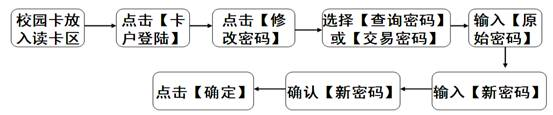 校园卡放
入读卡区
点击【卡
户登陆】
点击【修
改密码】
选择【查询密码】
或【交易密码】
输入【原
始密码】
输入【新密码】
确认【新密码】
点击【确定】